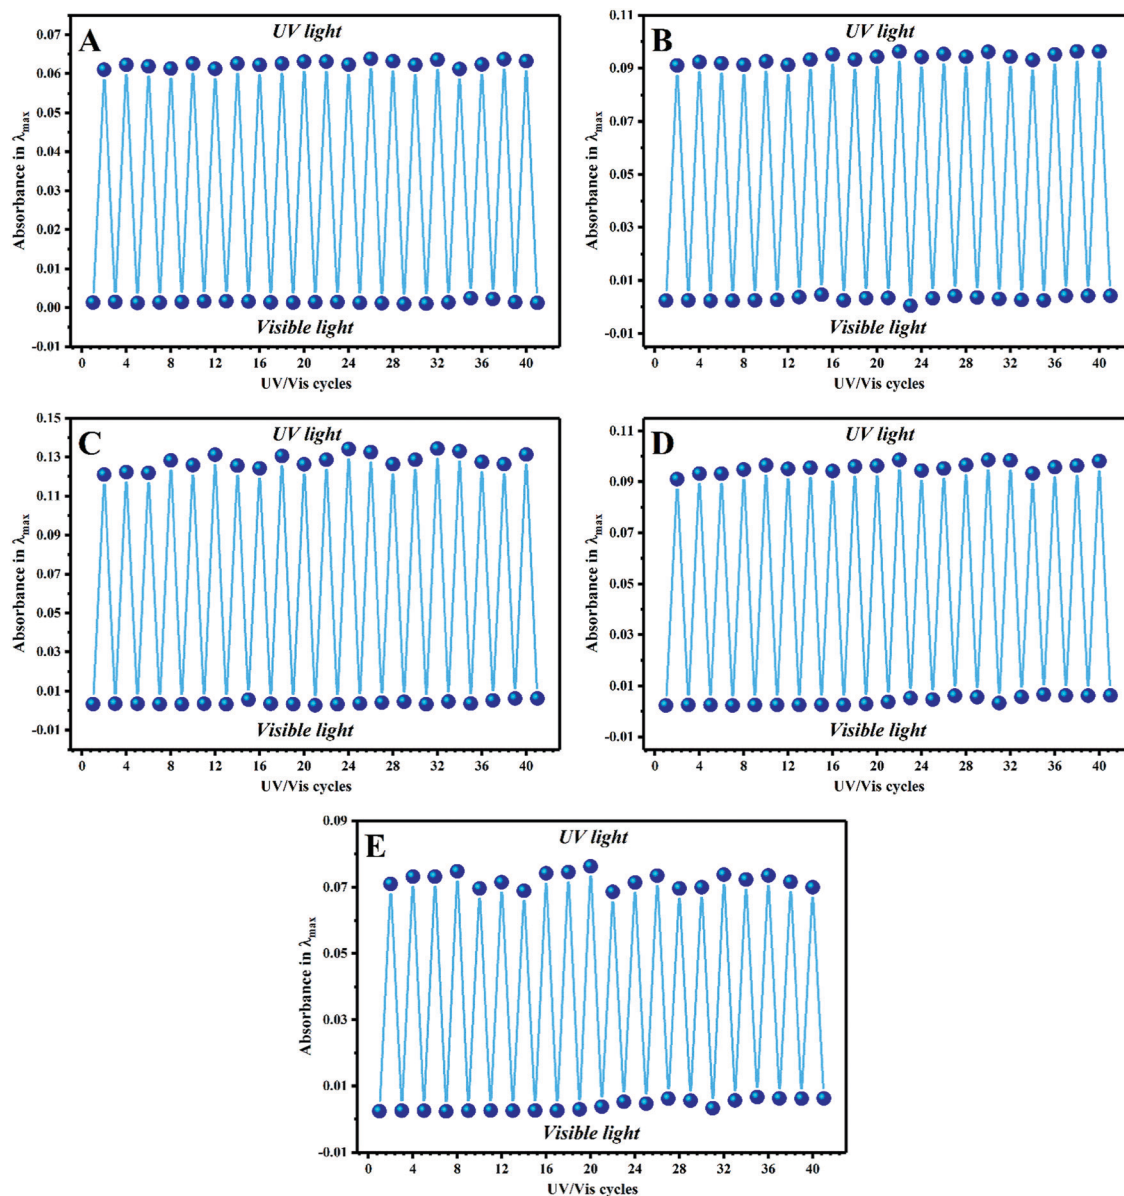 A
UV light
0.07
0.06
0.05
0.04
0.03
0.02
0.01
0.00
-0.01
Absorbance in λmax
Visible light
0 4 8 12 16 20 24 28 32 36 40
UV/Vis cycles
B
UV light
0.11
0.09
0.07
0.05
0.03
0.01
-0.01
Absorbance in λmax
Visible light
0 4 8 12 16 20 24 28 32 36 40
UV/Vis cycles
C
UV light
0.15
0.13
0.11
0.13
0.07
0.05
0.03
0.01
-0.01
Absorbance in λmax
Visible light
0 4 8 12 16 20 24 28 32 36 40
UV/Vis cycles
D
UV light
0.11
0.09
0.07
0.05
0.03
0.01
-0.01
Absorbance in λmax
Visible light
0 4 8 12 16 20 24 28 32 36 40
UV/Vis cycles
E
UV light
0.09
0.07
0.05
0.03
0.01
-0.01
Absorbance in λmax
Visible light
0 4 8 12 16 20 24 28 32 36 40
UV/Vis cycles